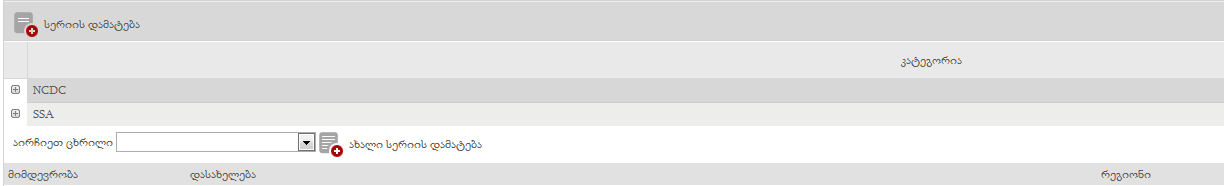 სერიის დამატება
კატეგორია
NCDC
SSA
აირჩიეთ ცხრილი ახალი სერიის დამატება
მიმდევრობა დასახელება რეგიონი